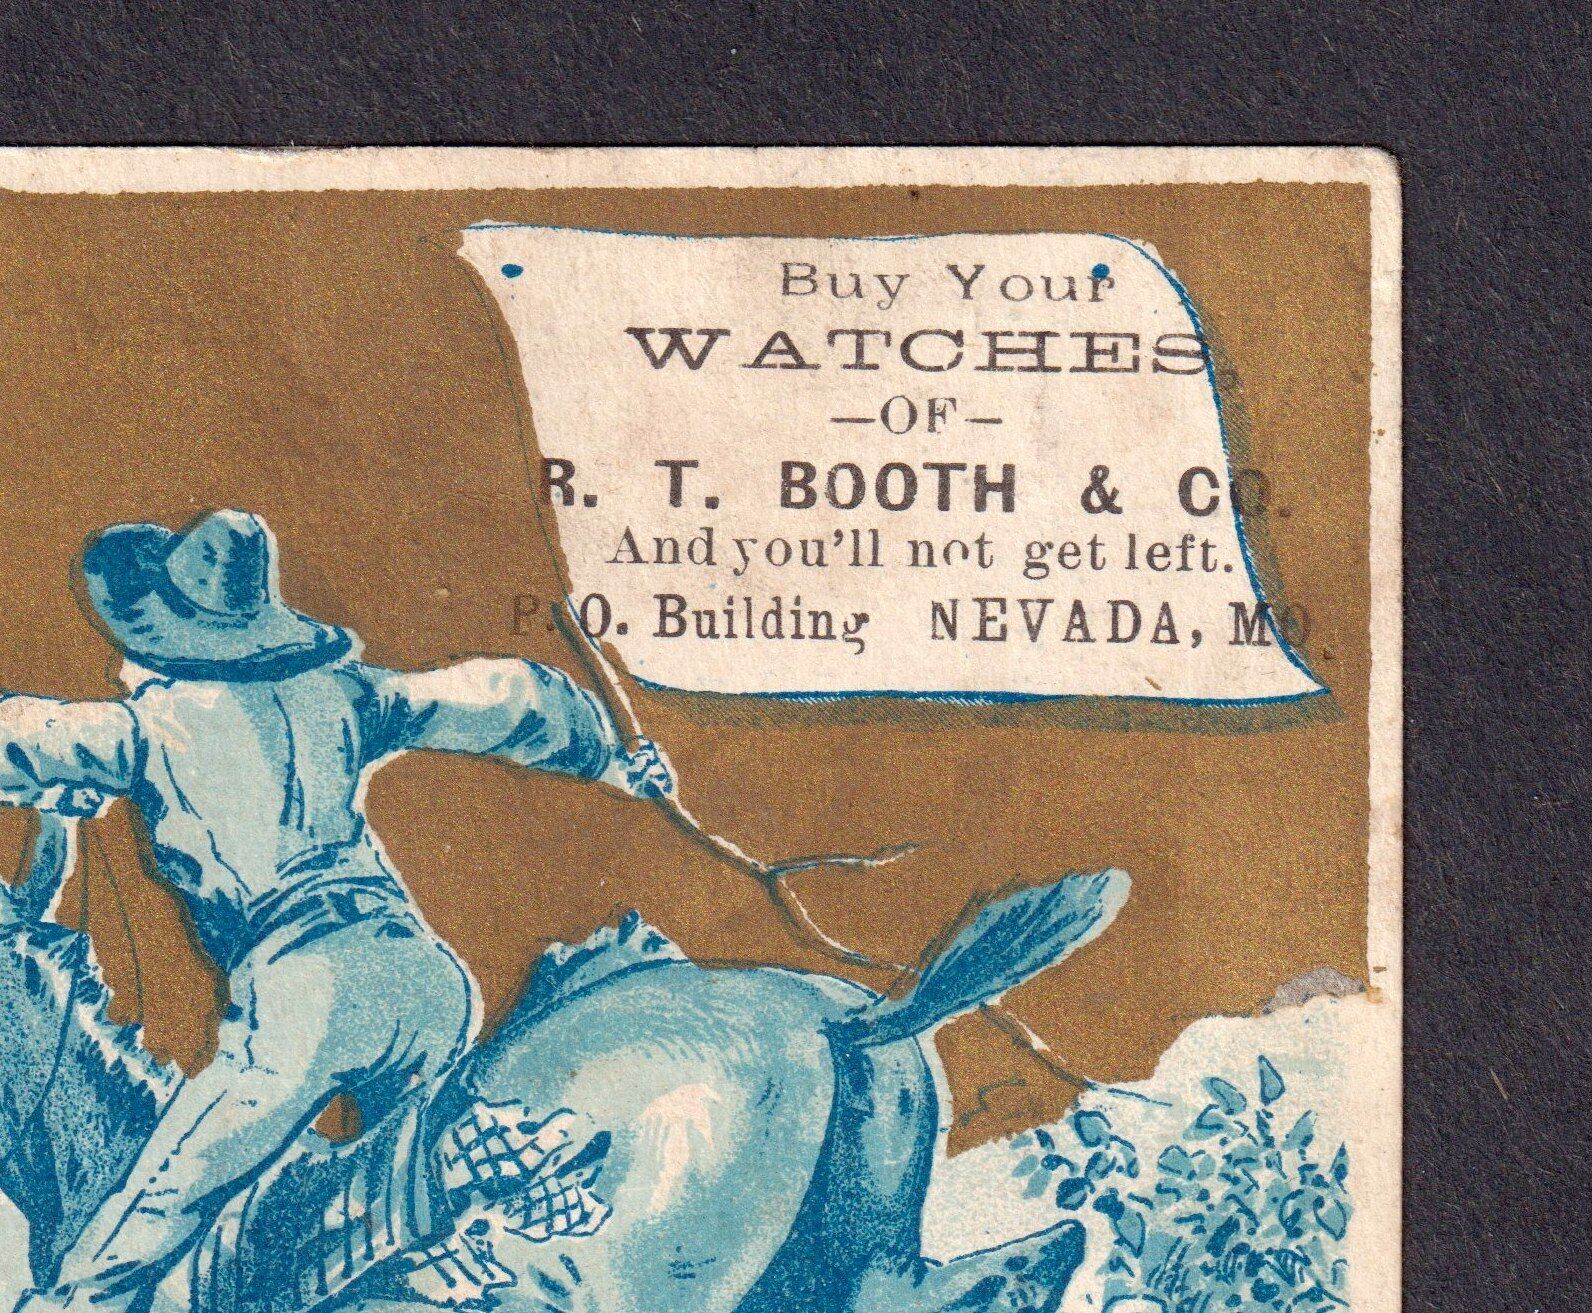 Buy Your
WATCHES,
—OF—
R. T. BOOTH & CO.
And you'll not get left.
P. O. Building NEVADA, MO.